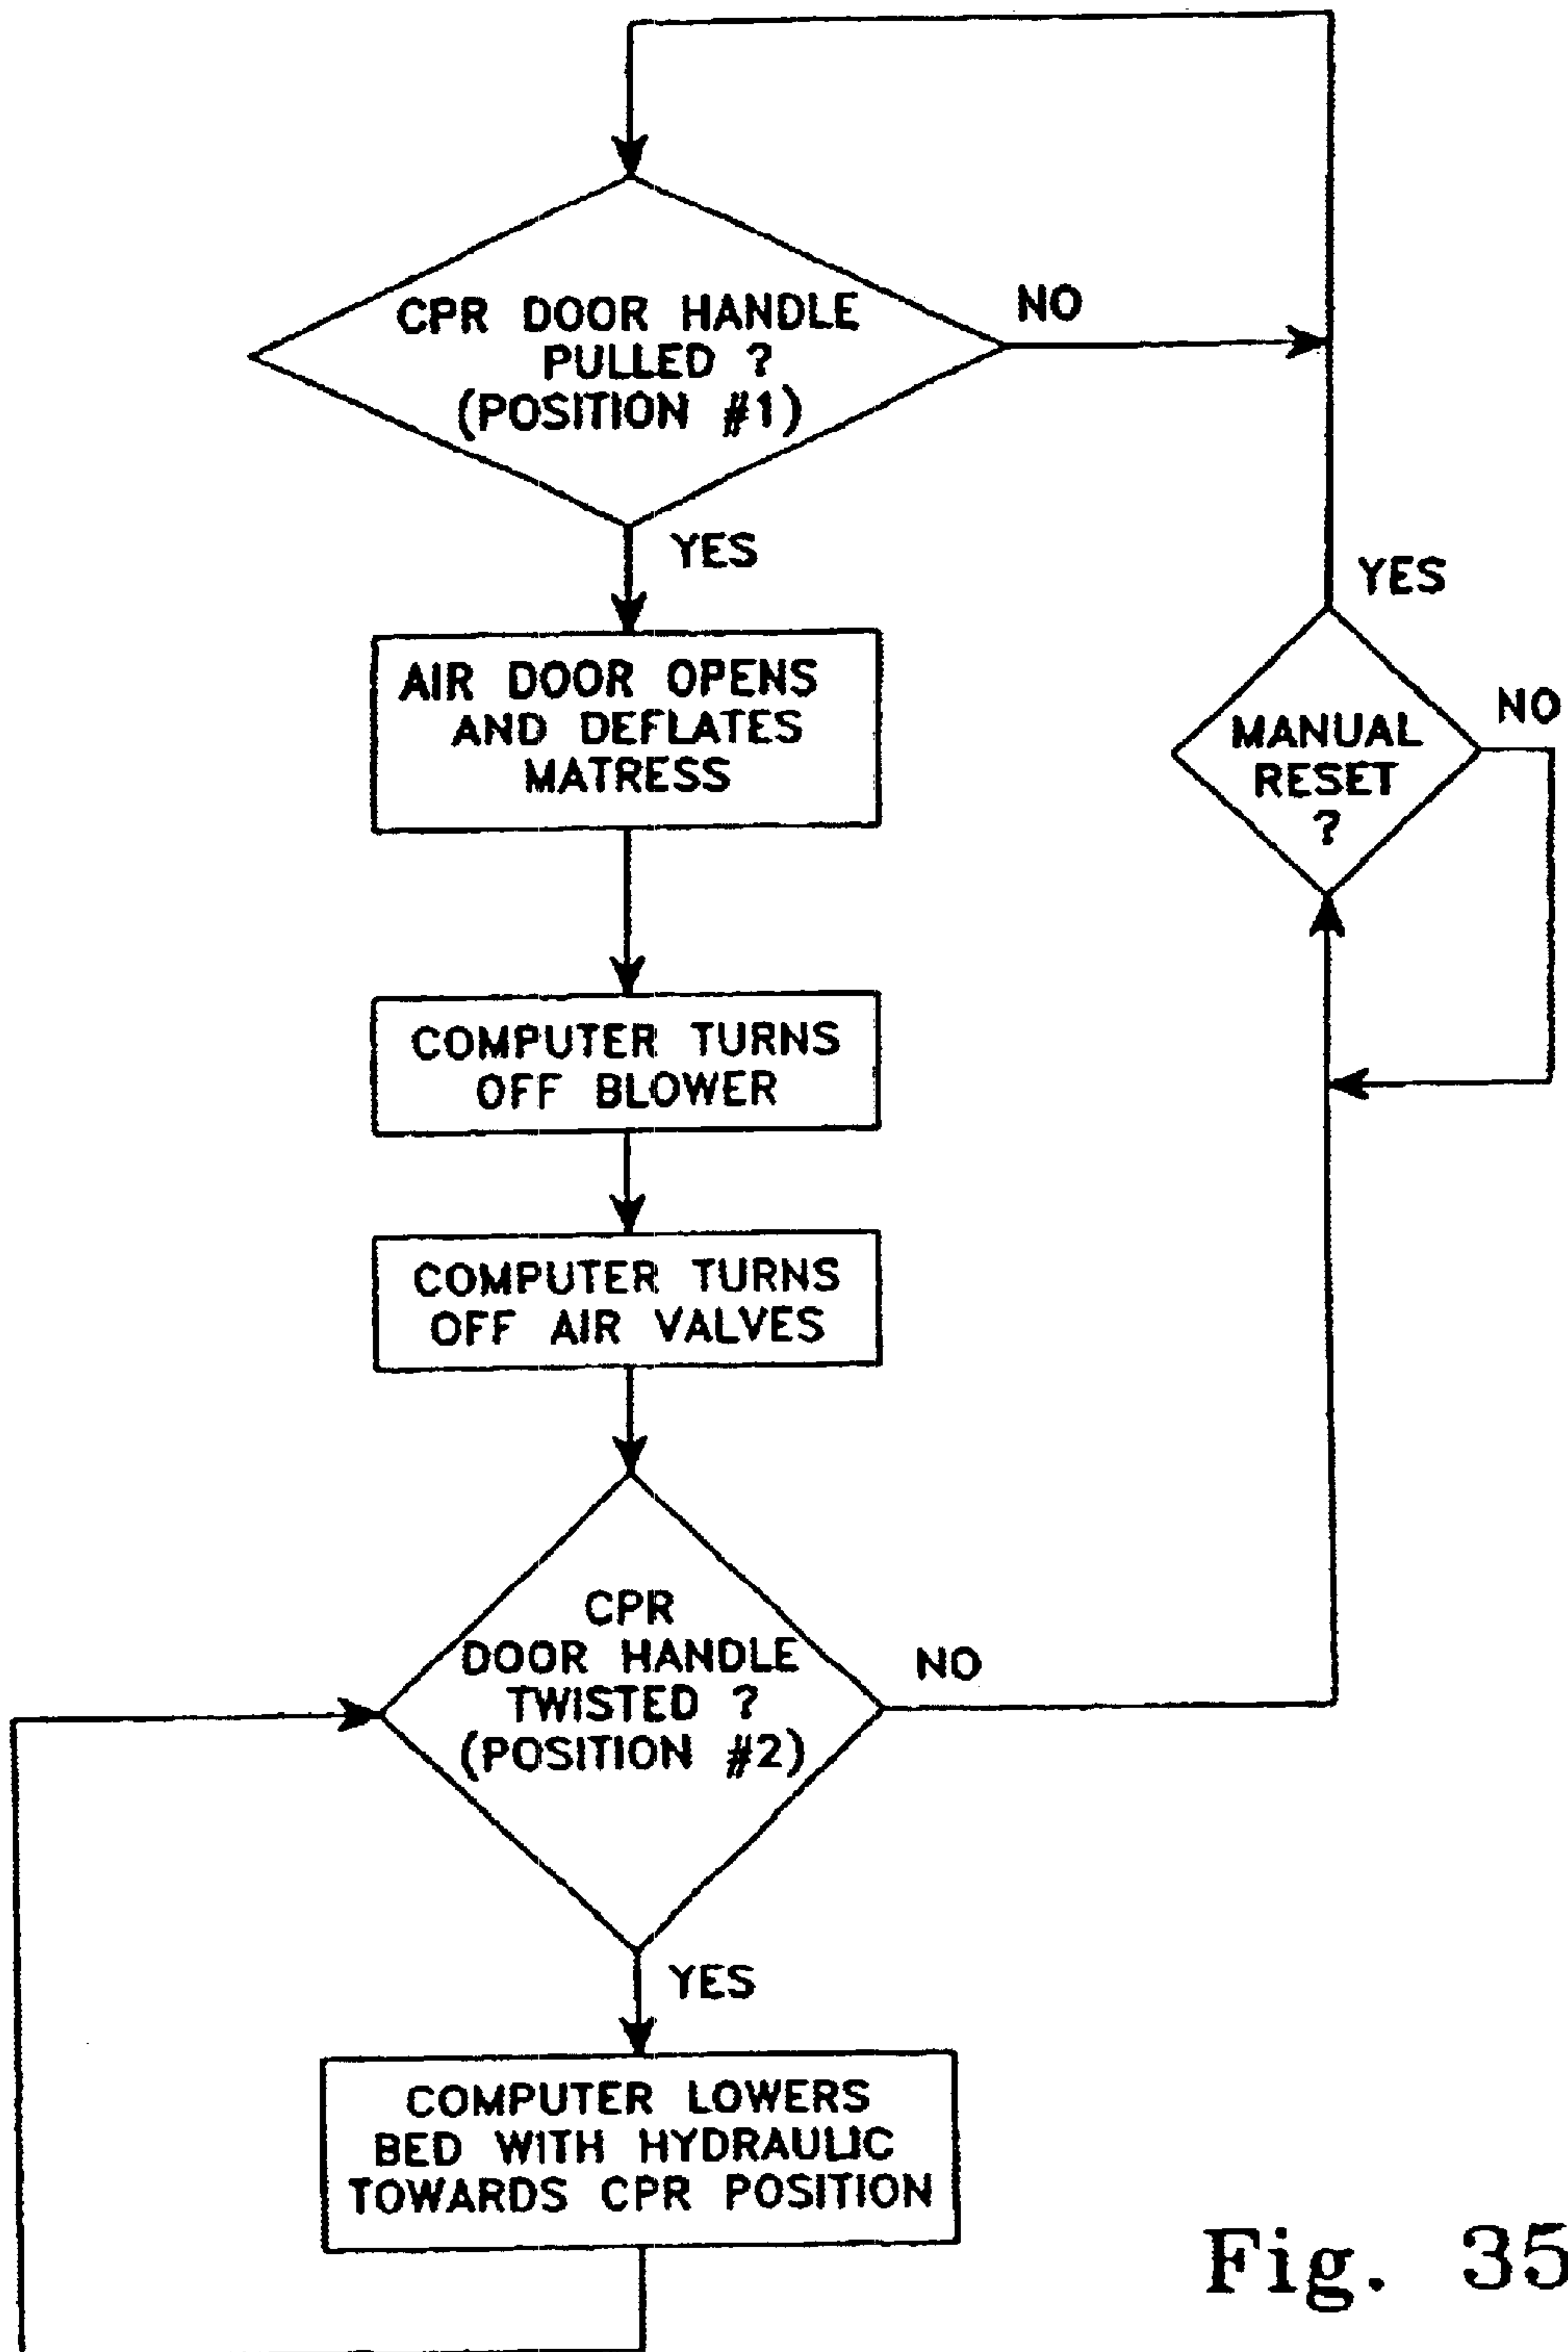 CPR DOOR HANDLE
PULLED ?
(POSITION #1)
NO
YES
AIR DOOR OPENS
AND DEFLATES
MATRESS
YES
MANUAL
RESET
?
NO
COMPUTER TURNS
OFF BLOWER
COMPUTER TURNS
OFF AIR VALVES
CPR
DOOR HANDLE
TWISTED ?
(POSITION #2)
NO
YES
COMPUTER LOWERS
BED WITH HYDRAULIC
TOWARDS CPR POSITION
Fig. 35